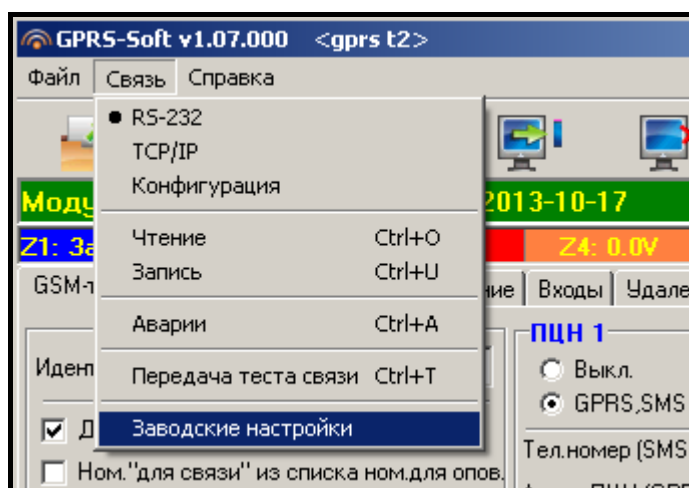 GPRS-Soft v1.07.000 <gprs t2>
Файл Связь Справка
RS-232
TCP/IP
Конфигурация
2013-10-17
Чтение Ctrl+O
Z1: Z4: 0.0V
Запись Ctrl+U
Входы
Аварии Ctrl+A
ПЦН 1
Выкл.
Передача теста связи Ctrl+T
GPRS,SMS
Заводские настройки
Тел.номер (SMS
Ном."для связи" из списка ном.для опов.